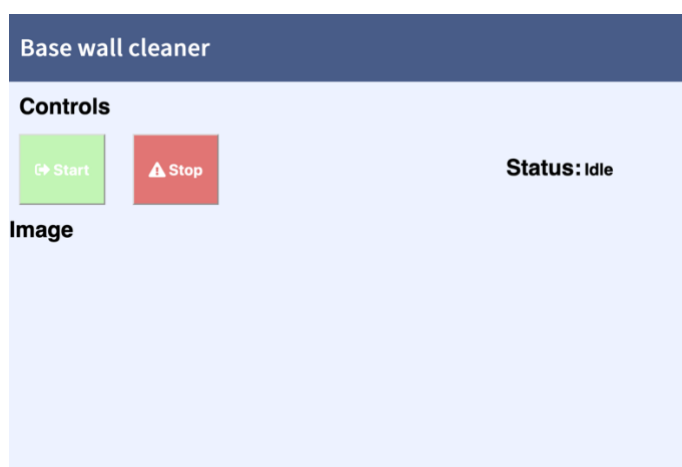 Base wall cleaner
Controls
Start
Stop
Status: Idle
Image